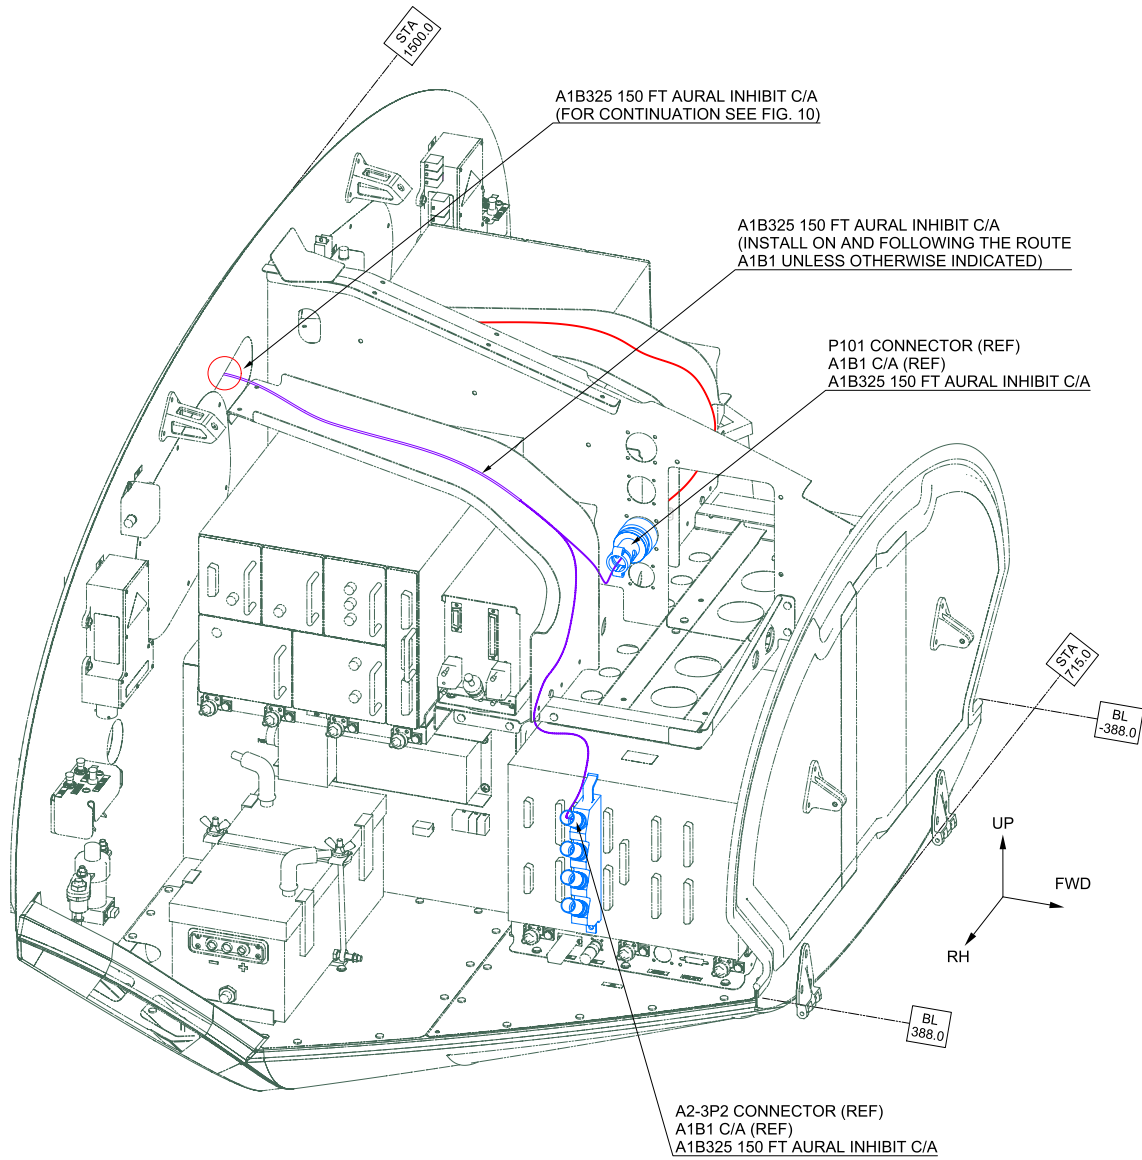 STA
1500.0
A1B325 150 FT AURAL INHIBIT C/A
(FOR CONTINUATION SEE FIG. 10)
A1B325 150 FT AURAL INHIBIT C/A
(INSTALL ON AND FOLLOWING THE ROUTE
A1B1 UNLESS OTHERWISE INDICATED)
P101 CONNECTOR (REF)
A1B1 C/A (REF)
A1B325 150 FT AURAL INHIBIT C/A
STA
715.0
BL
-388.0
UP
FWD
RH
- +
BL
388.0
A2-3P2 CONNECTOR (REF)
A1B1 C/A (REF)
A1B325 150 FT AURAL INHIBIT C/A